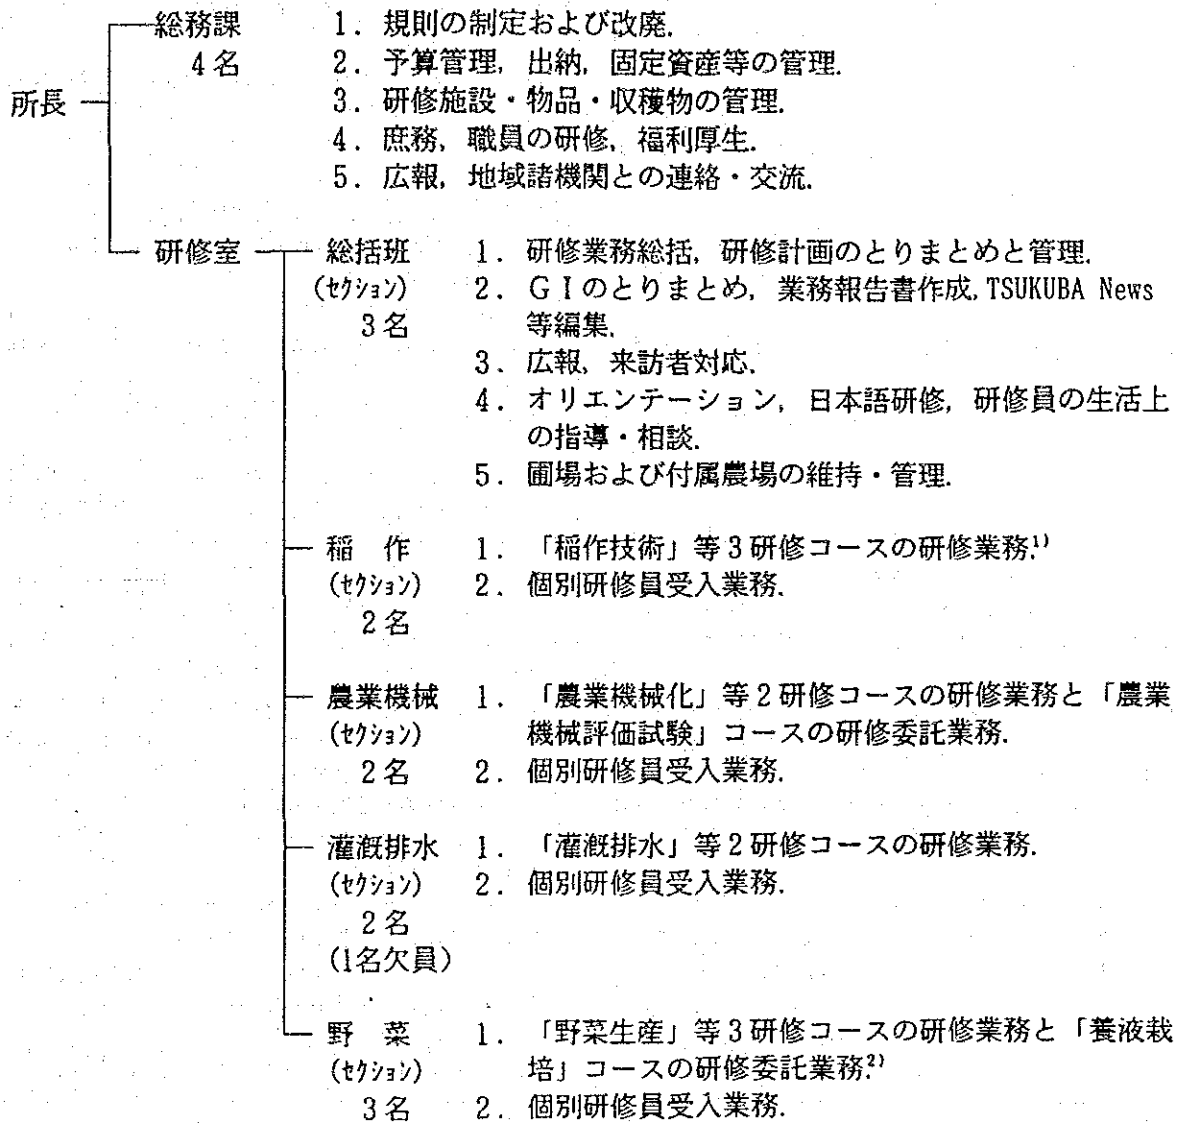 総務課 1. 規則の制定および改廃.
4名 2. 予算管理, 出納, 固定資産等の管理.
所長
3. 研修施設・物品・収穫物の管理.
4. 庶務, 職員の研修, 福利厚生.
5. 広報, 地域諸機関との連絡・交流.
研修室 総括班 1. 研修業務総括, 研修計画のとりまとめと管理.
(ｾｸｼｮﾝ) 2. GIのとりまとめ, 業務報告書作成, TSUKUBA News
3名 等編集.
3. 広報, 来訪者対応.
4. オリエンテーション, 日本語研修, 研修員の生活上
の指導・相談.
5. 圃場および付属農場の維持・管理.
稲 作 1. 「稲作技術」等3研修コースの研修業務.1)
(ｾｸｼｮﾝ) 2. 個別研修員受入業務.
2名
農業機械 1. 「農業機械化」等2研修コースの研修業務と「農業
(ｾｸｼｮﾝ) 機械評価試験」コースの研修委託業務.
2名 2. 個別研修員受入業務.
灌漑排水 1. 「灌漑排水」等2研修コースの研修業務.
(ｾｸｼｮﾝ) 2. 個別研修員受入業務.
2名
(1名欠員)
野 菜 1. 「野菜生産」等3研修コースの研修業務と「養液栽
(ｾｸｼｮﾝ) 培」コースの研修委託業務.2)
3名 2. 個別研修員受入業務.